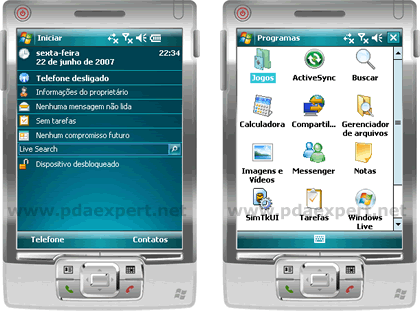 Iniciar
sexta-feira 22:34
22 de junho de 2007
Telefone desligado
Informações do proprietário
Nenhuma mensagem não lida
Sem tarefas
Nenhum compromisso futuro
Live Search
Dispositivo desbloqueado
www.pdaexpert.net
Telefone Contatos
Programas
Jogos ActiveSync Buscar
Calculadora Compartil... Gerenciador
de arquivos
Imagens e
Vídeos Messenger Notas
SimTkUI Tarefas Windows
Live
www.pdaexpert.net